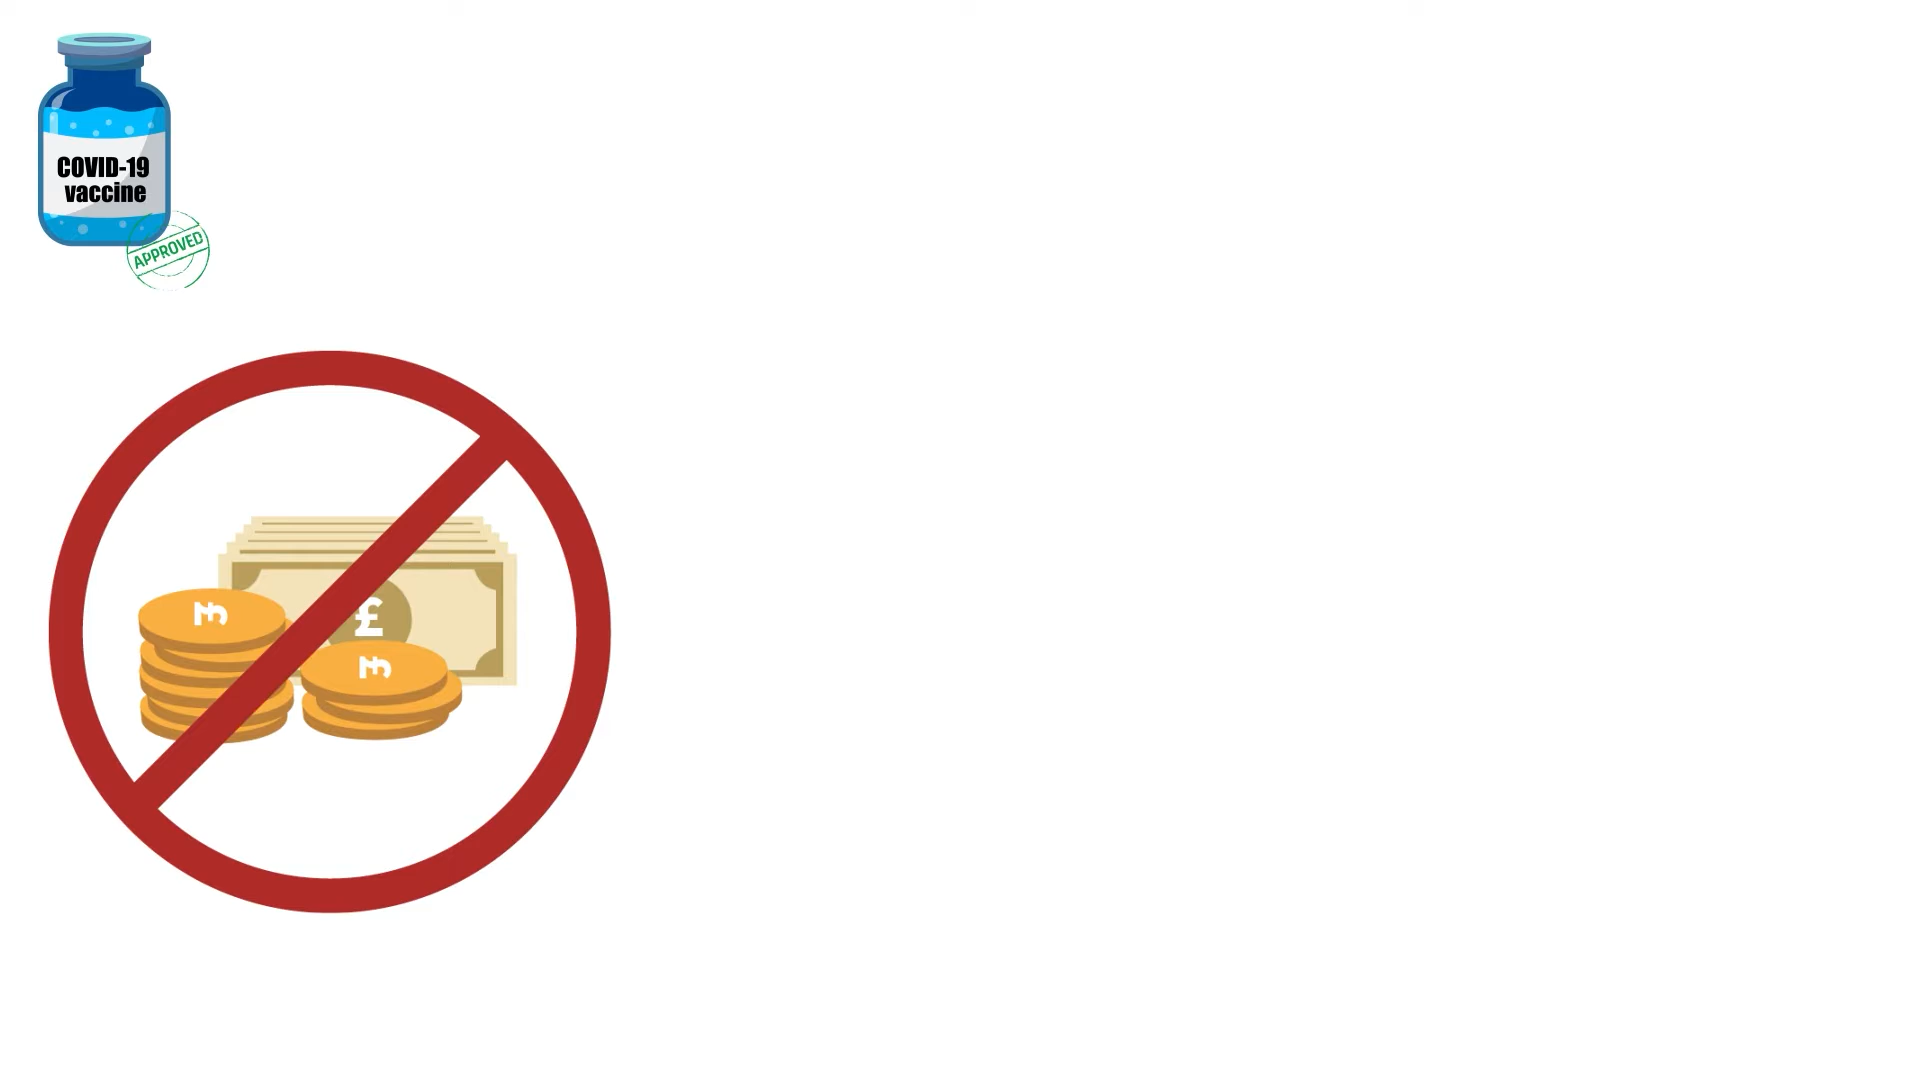 COVID-19
vaccine
APPROVED
£
£
£